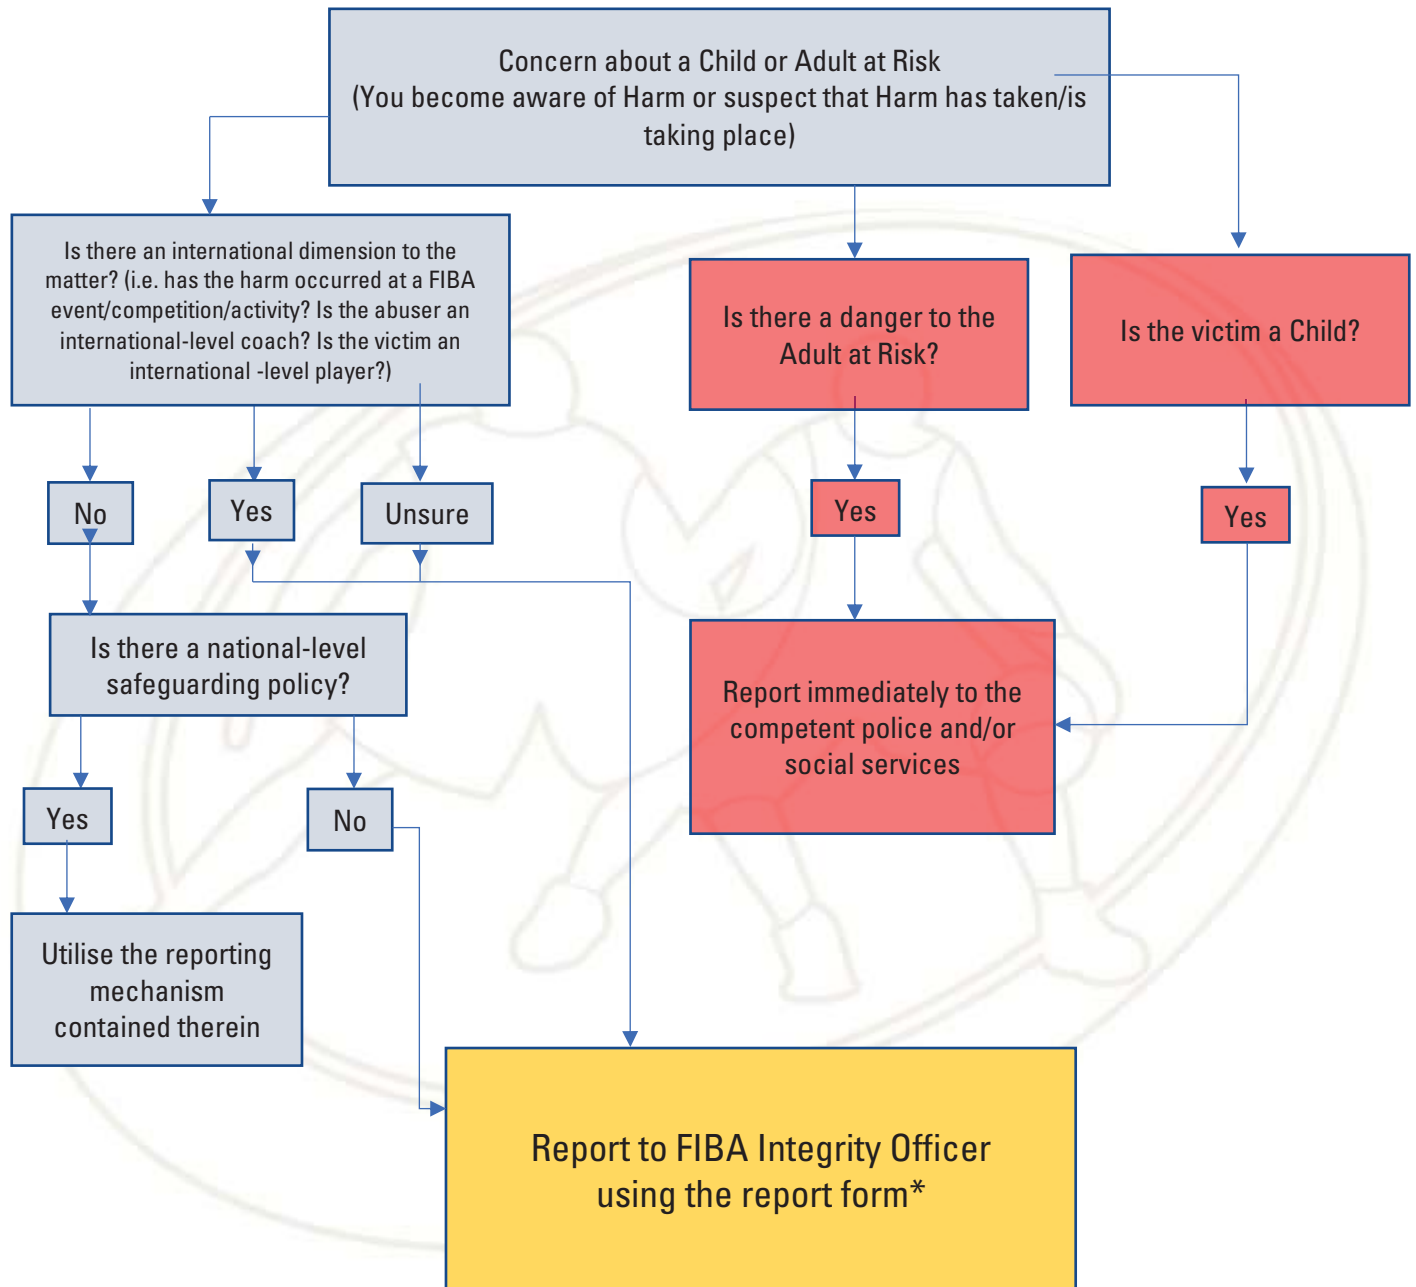 Concern about a Child or Adult at Risk
(You become aware of Harm or suspect that Harm has taken/is
taking place)
Is there an international dimension to the
matter? (i.e. has the harm occurred at a FIBA
event/competition/activity? Is the abuser an
international-level coach? Is the victim an
international -level player?)
Is there a danger to the
Adult at Risk?
Is the victim a Child?
No
Yes
Unsure
Yes
Yes
Is there a national-level
safeguarding policy?
Report immediately to the
competent police and/or
social services
Yes
No
Utilise the reporting
mechanism
contained therein
Report to FIBA Integrity Officer
using the report form*